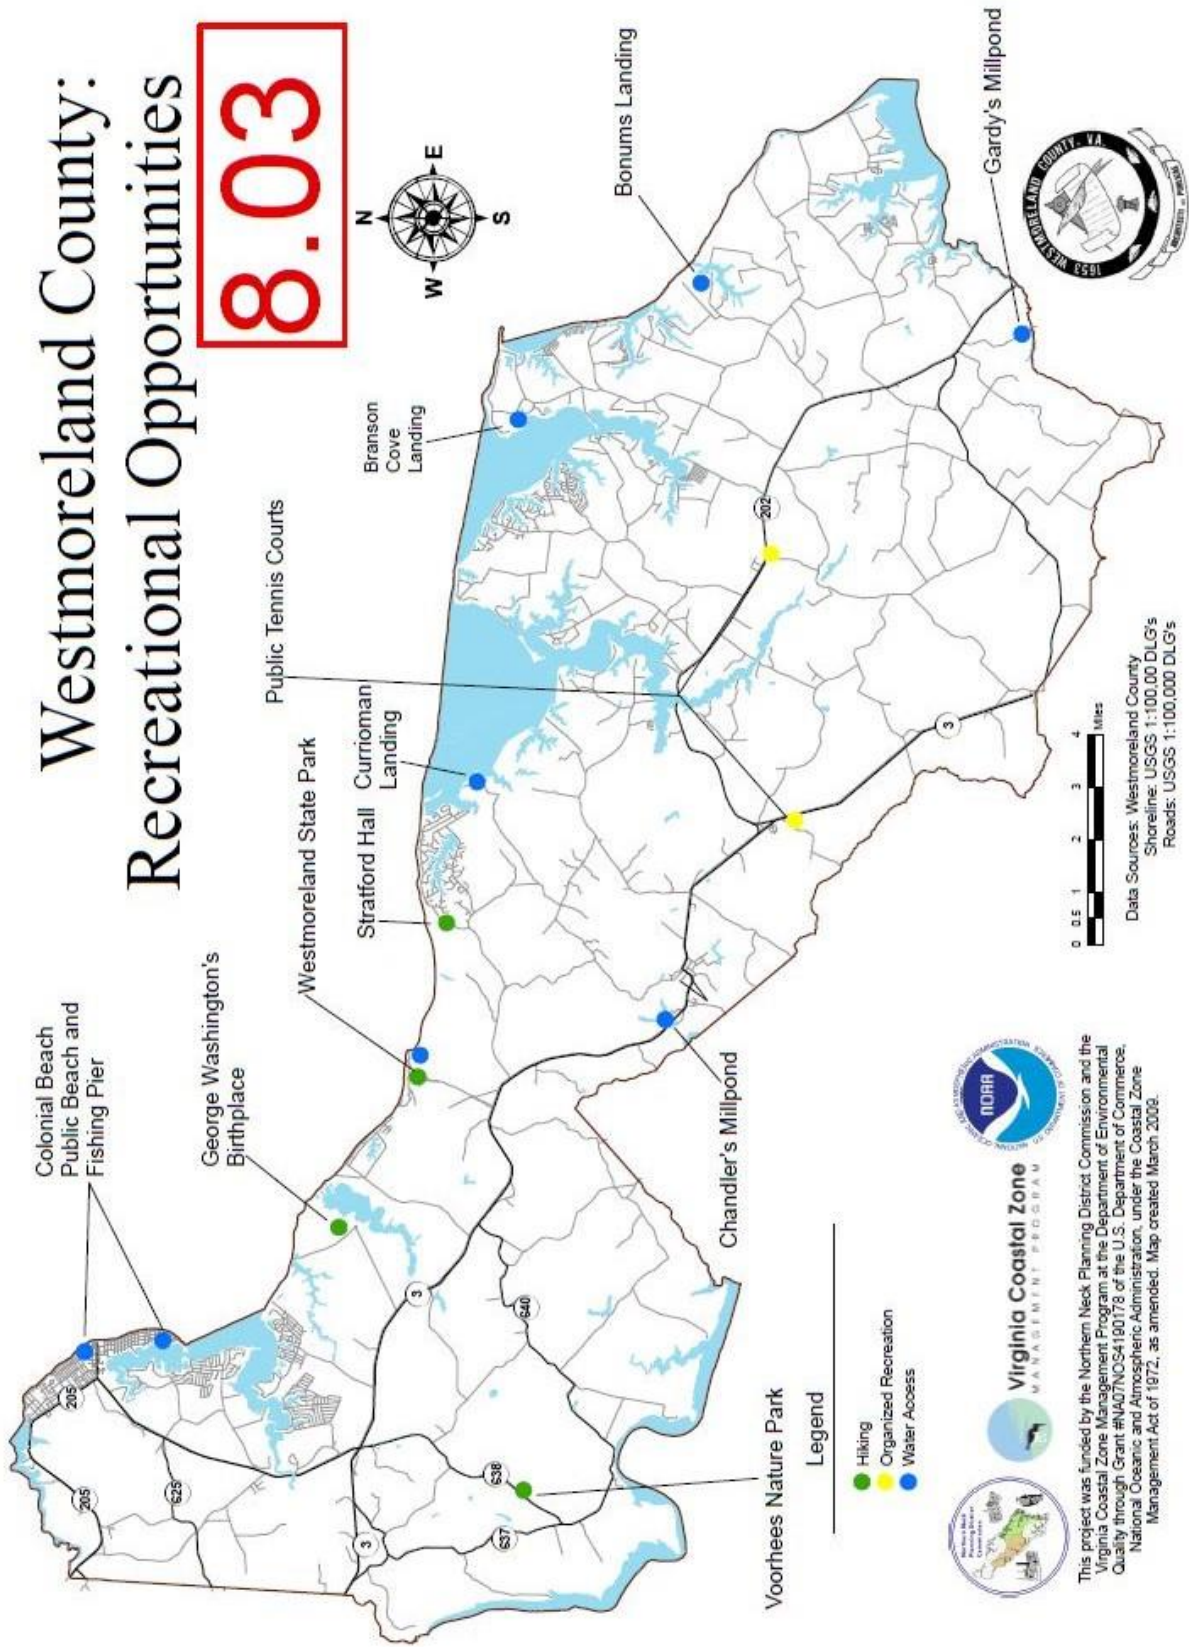 Westmoreland County:
Recreational Opportunities
8.03
N
W
E
S
Colonial Beach
Public Beach and
Fishing Pier
George Washington's
Birthplace
Westmoreland State Park
Stratford Hall
Currioman
Landing
Public Tennis Courts
Branson
Cove
Landing
Bonums Landing
Gardy's Millpond
Chandler's Millpond
Voorhees Nature Park
205
205
625
3
3
638
637
640
202
3
Legend
Hiking
Organized Recreation
Water Access
0 0.5 1 2 3 4
Miles
Data Sources: Westmoreland County
Shoreline: USGS 1:100,00 DLG's
Roads: USGS 1:100,000 DLG's
1653 WESTMORELAND COUNTY, VA.
Virginia Coastal Zone
MANAGEMENT PROGRAM
NOAA
This project was funded by the Northern Neck Planning District Commission and the
Virginia Coastal Zone Management Program at the Department of Environmental
Quality through Grant #NA07NOS4190178 of the U.S. Department of Commerce,
National Oceanic and Atmospheric Administration, under the Coastal Zone
Management Act of 1972, as amended. Map created March 2009.